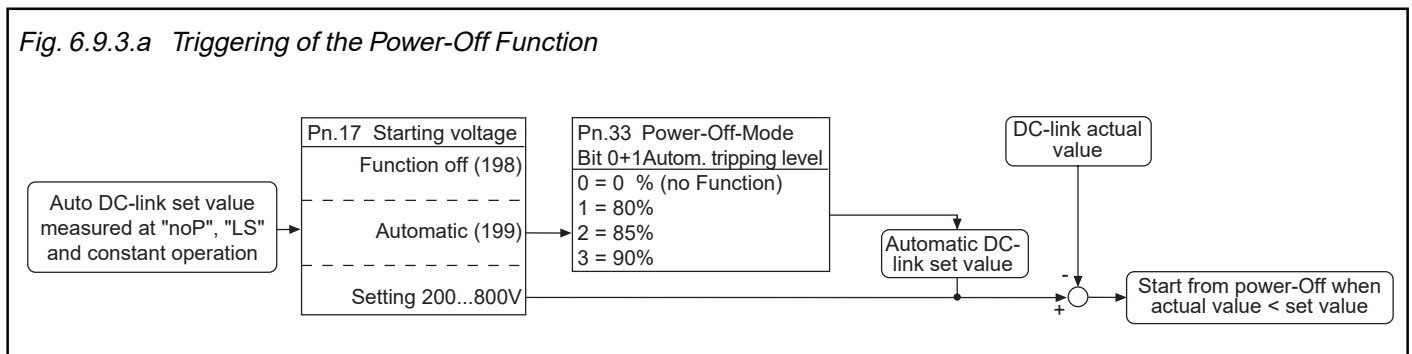 Fig. 6.9.3.a Triggering of the Power-Off Function
Auto DC-link set value
measured at "noP", "LS"
and constant operation
Pn.17 Starting voltage
Function off (198)
Automatic (199)
Setting 200...800V
Pn.33 Power-Off-Mode
Bit 0+1Autom. tripping level
0 = 0 % (no Function)
1 = 80%
2 = 85%
3 = 90%
Automatic DC-
link set value
DC-link actual
value
-
+
Start from power-Off when
actual value < set value